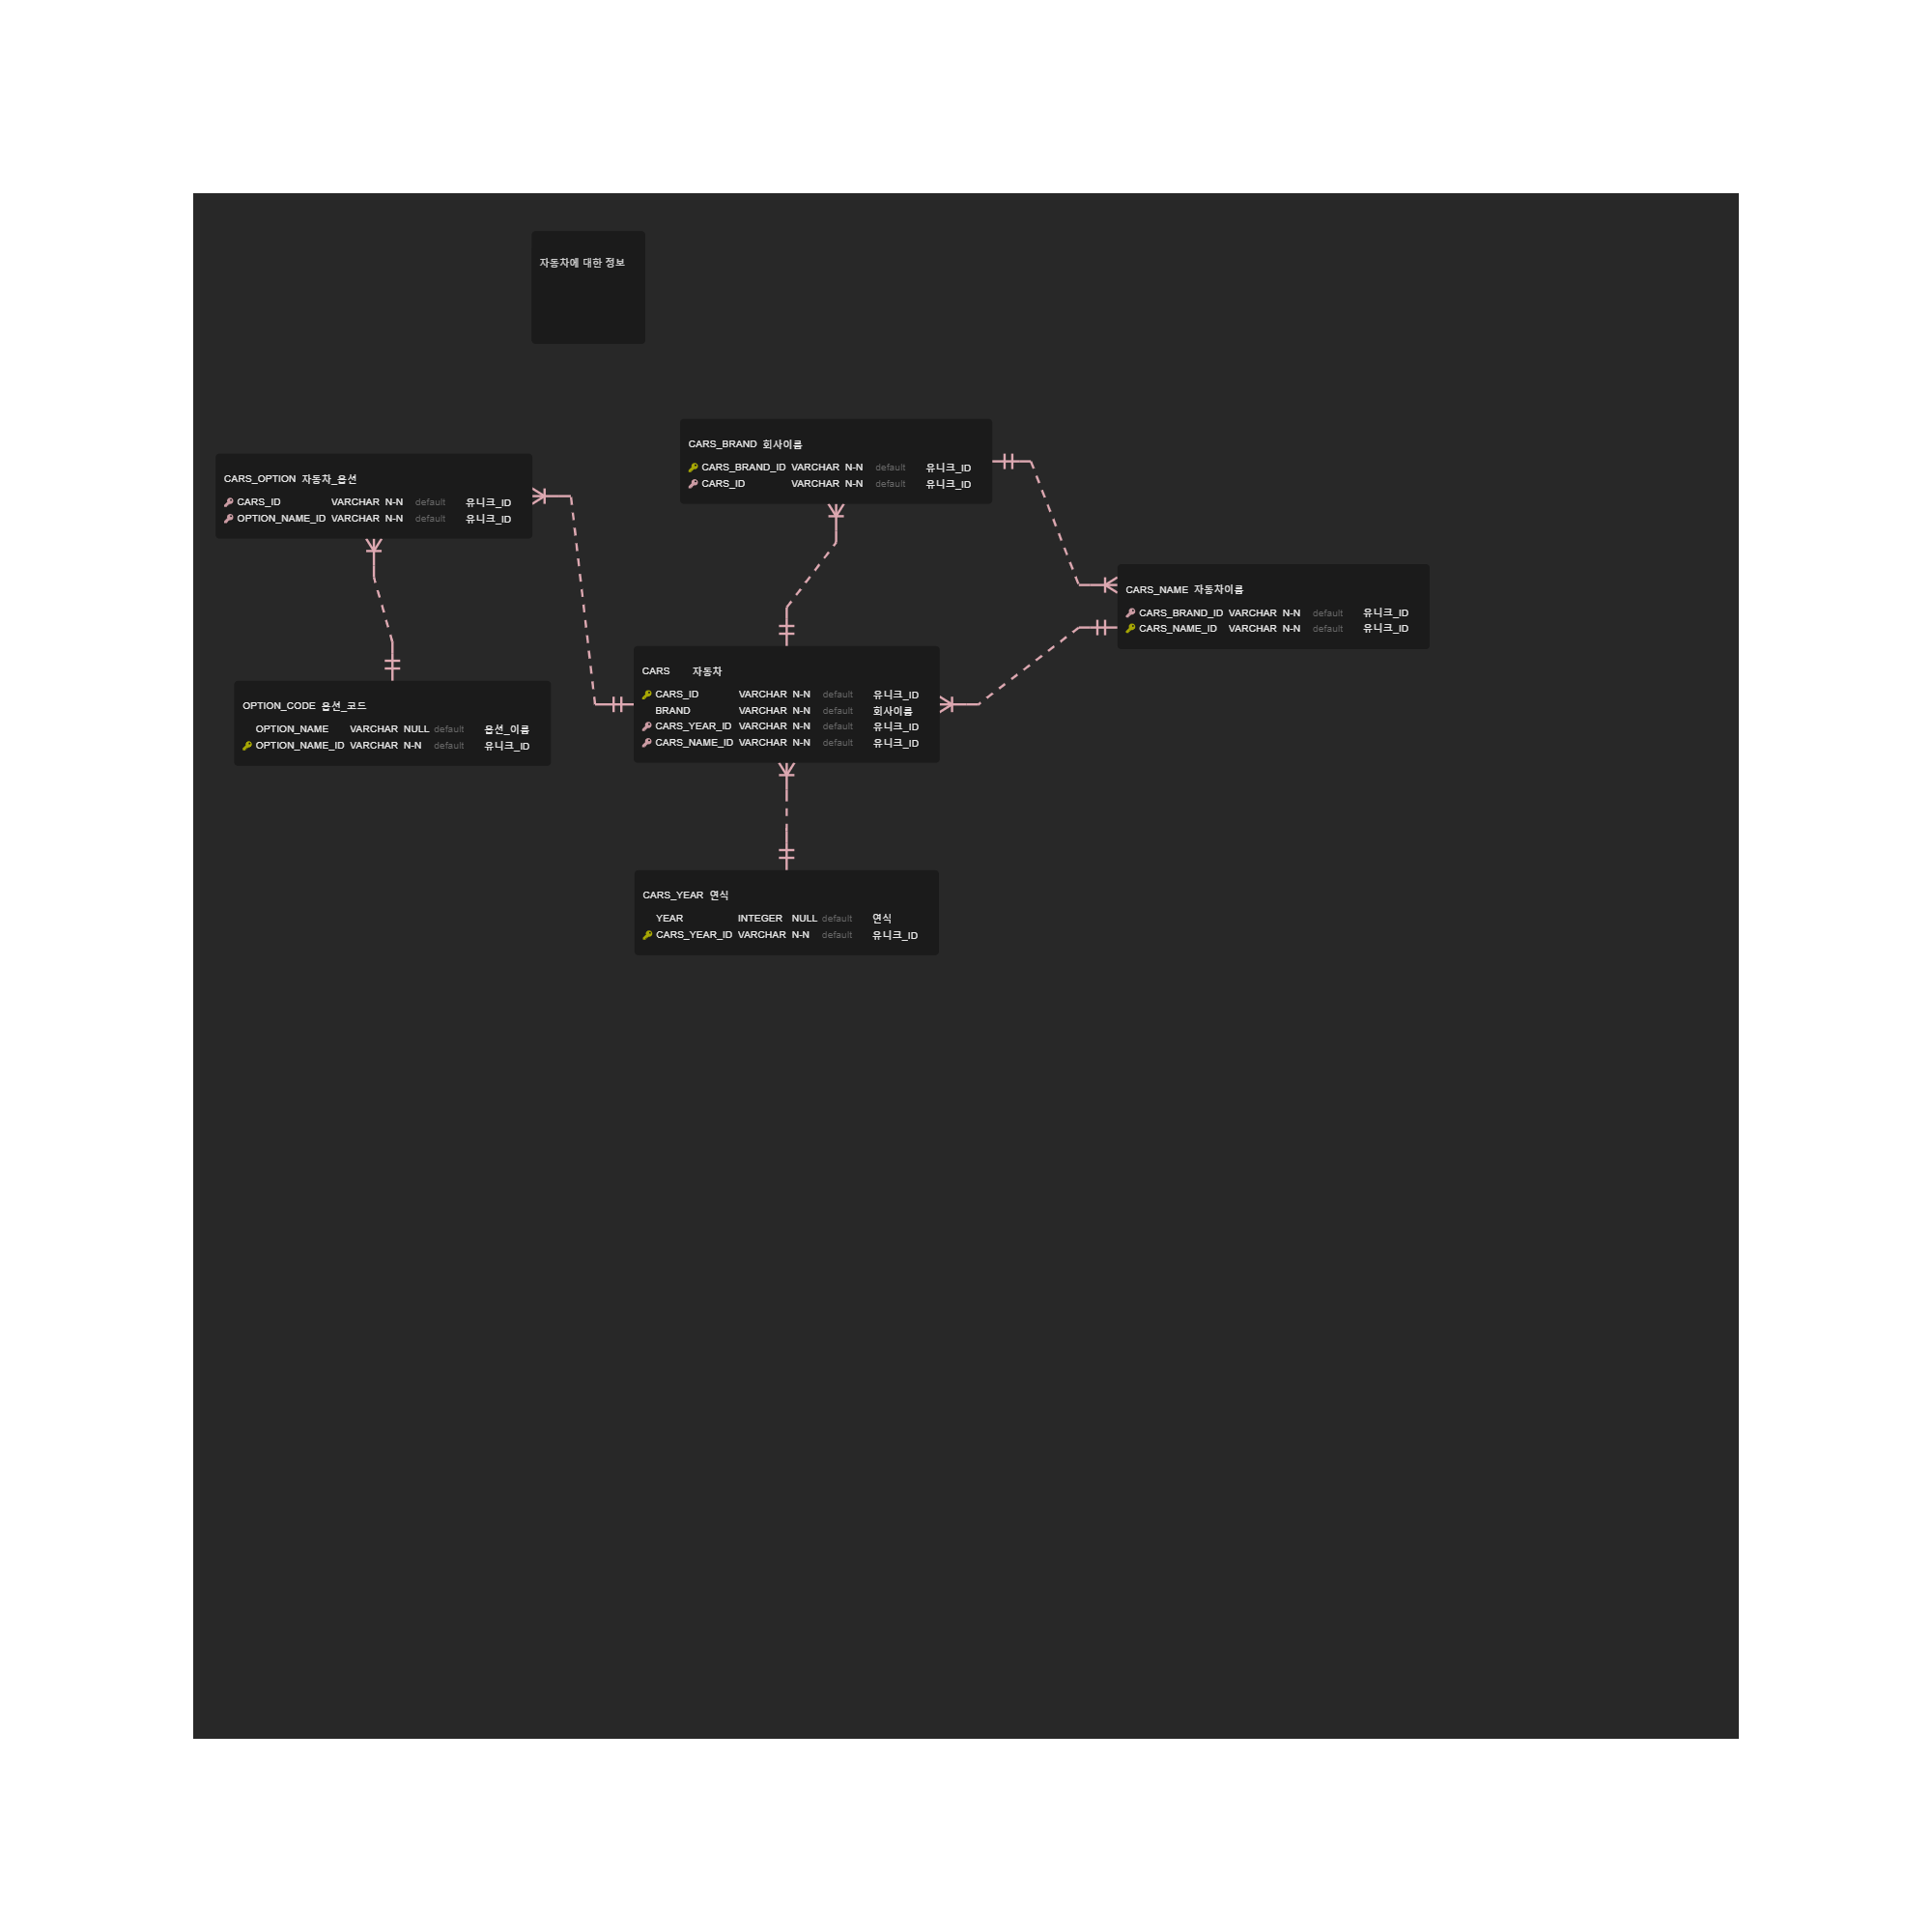 자동차에 대한 정보
CARS_BRAND 회사이름
CARS_BRAND_ID VARCHAR N-N default 유니크_ID
CARS_ID VARCHAR N-N default 유니크_ID
CARS_OPTION 자동차_옵션
CARS_ID VARCHAR N-N default 유니크_ID
OPTION_NAME_ID VARCHAR N-N default 유니크_ID
CARS_NAME 자동차이름
CARS_BRAND_ID VARCHAR N-N default 유니크_ID
CARS_NAME_ID VARCHAR N-N default 유니크_ID
CARS 자동차
CARS_ID VARCHAR N-N default 유니크_ID
BRAND VARCHAR N-N default 회사이름
CARS_YEAR_ID VARCHAR N-N default 유니크_ID
CARS_NAME_ID VARCHAR N-N default 유니크_ID
OPTION_CODE 옵션_코드
OPTION_NAME VARCHAR NULL default 옵션_이름
OPTION_NAME_ID VARCHAR N-N default 유니크_ID
CARS_YEAR 연식
YEAR INTEGER NULL default 연식
CARS_YEAR_ID VARCHAR N-N default 유니크_ID